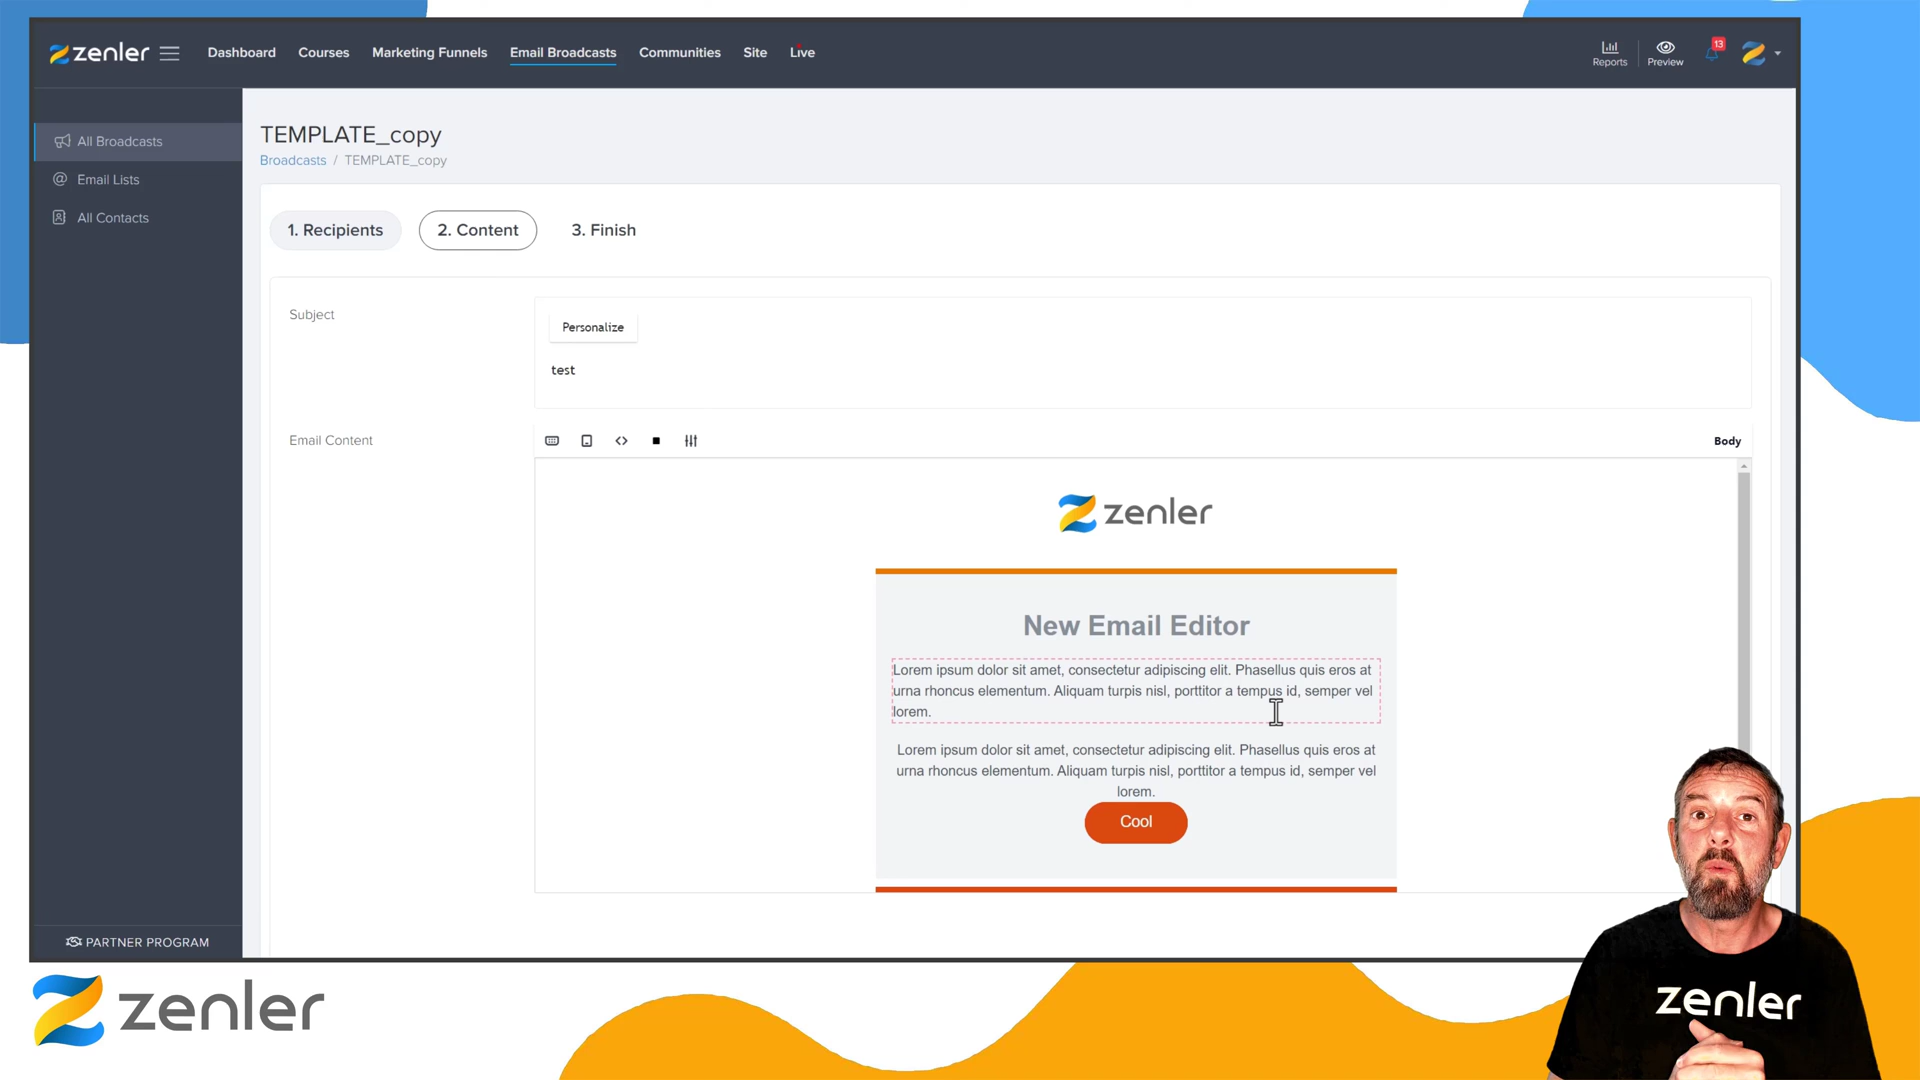 zenler
Dashboard
Courses
Marketing Funnels
Email Broadcasts
Communities
Site
Live
Reports
Preview
13
All Broadcasts
Email Lists
All Contacts
PARTNER PROGRAM
TEMPLATE_copy
Broadcasts / TEMPLATE_copy
1. Recipients
2. Content
3. Finish
Subject
Personalize
test
Email Content
Body
zenler
New Email Editor
Lorem ipsum dolor sit amet, consectetur adipiscing elit. Phasellus quis eros at
urna rhoncus elementum. Aliquam turpis nisl, porttitor a tempus id, semper vel
lorem.
Lorem ipsum dolor sit amet, consectetur adipiscing elit. Phasellus quis eros at
urna rhoncus elementum. Aliquam turpis nisl, porttitor a tempus id, semper vel
lorem.
Cool
zenler
zenler